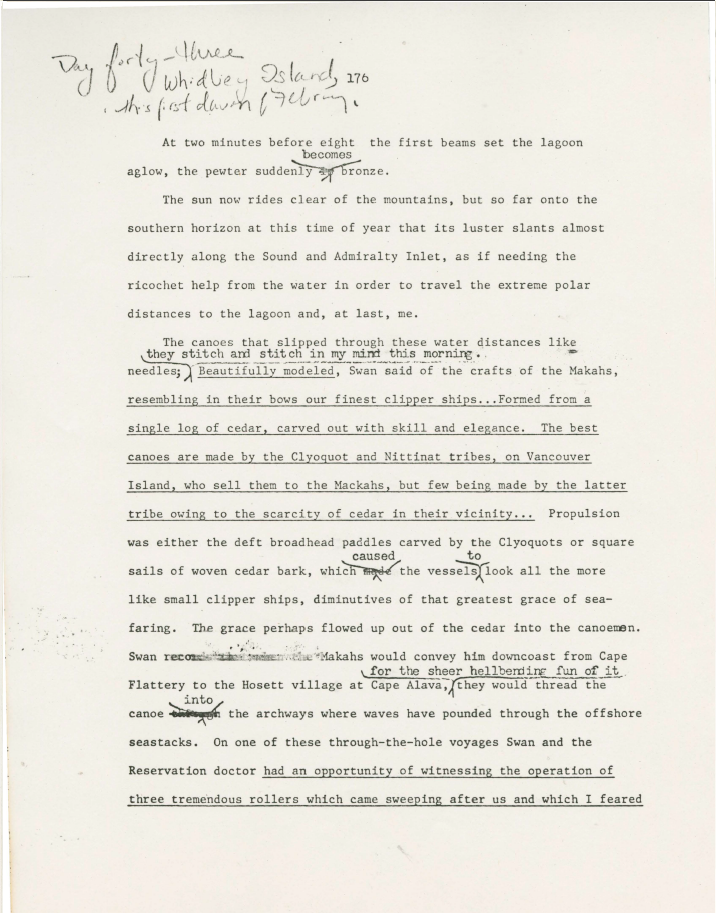 Day forty-three
Whidbey Island, 176
this first dawn of February.
At two minutes before eight the first beams set the lagoon
becomes
aglow, the pewter suddenly bronze.
The sun now rides clear of the mountains, but so far onto the
southern horizon at this time of year that its luster slants almost
directly along the Sound and Admiralty Inlet, as if needing the
ricochet help from the water in order to travel the extreme polar
distances to the lagoon and, at last, me.
The canoes that slipped through these water distances like
they stitch and stitch in my mind this morning.
needles; Beautifully modeled, Swan said of the crafts of the Makahs,
resembling in their bows our finest clipper ships...Formed from a
single log of cedar, carved out with skill and elegance. The best
canoes are made by the Clyoquot and Nittinat tribes, on Vancouver
Island, who sell them to the Mackahs, but few being made by the latter
tribe owing to the scarcity of cedar in their vicinity... Propulsion
was either the deft broadhead paddles carved by the Clyoquots or square
caused to
sails of woven cedar bark, which made the vessels look all the more
like small clipper ships, diminutives of that greatest grace of sea-
faring. The grace perhaps flowed up out of the cedar into the canoemen.
Swan Makahs would convey him downcoast from Cape
for the sheer hellbending fun of it
Flattery to the Hosett village at Cape Alava, they would thread the
into
canoe through the archways where waves have pounded through the offshore
seastacks. On one of these through-the-hole voyages Swan and the
Reservation doctor had an opportunity of witnessing the operation of
three tremendous rollers which came sweeping after us and which I feared